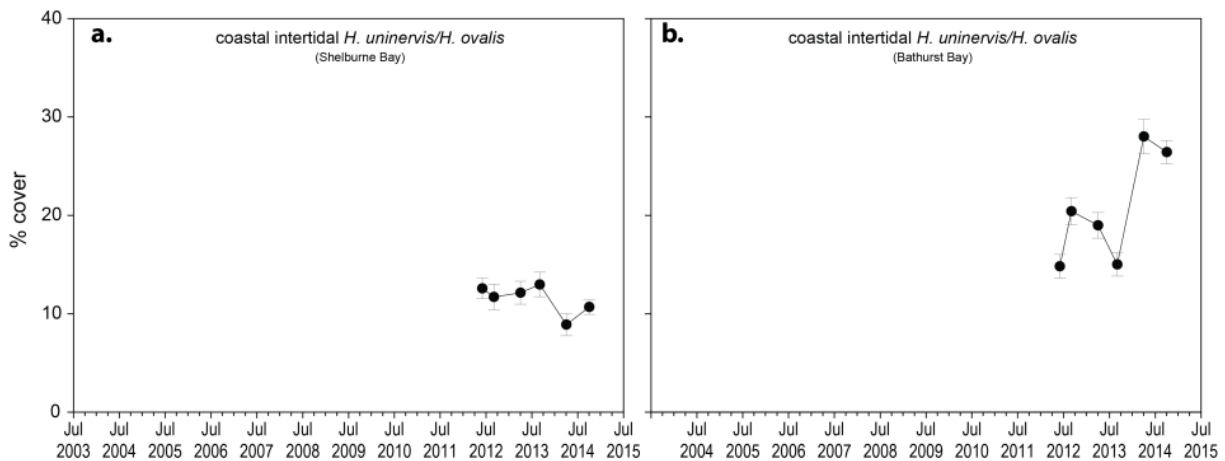 a.
coastal intertidal H. uninervis/H. ovalis
(Shelburne Bay)
b.
coastal intertidal H. uninervis/H. ovalis
(Bathurst Bay)
% cover
40
30
20
10
0
Jul Jul Jul Jul Jul Jul Jul Jul Jul Jul Jul Jul Jul
2003 2004 2005 2006 2007 2008 2009 2010 2011 2012 2013 2014 2015
Jul Jul Jul Jul Jul Jul Jul Jul Jul Jul Jul Jul
2004 2005 2006 2007 2008 2009 2010 2011 2012 2013 2014 2015